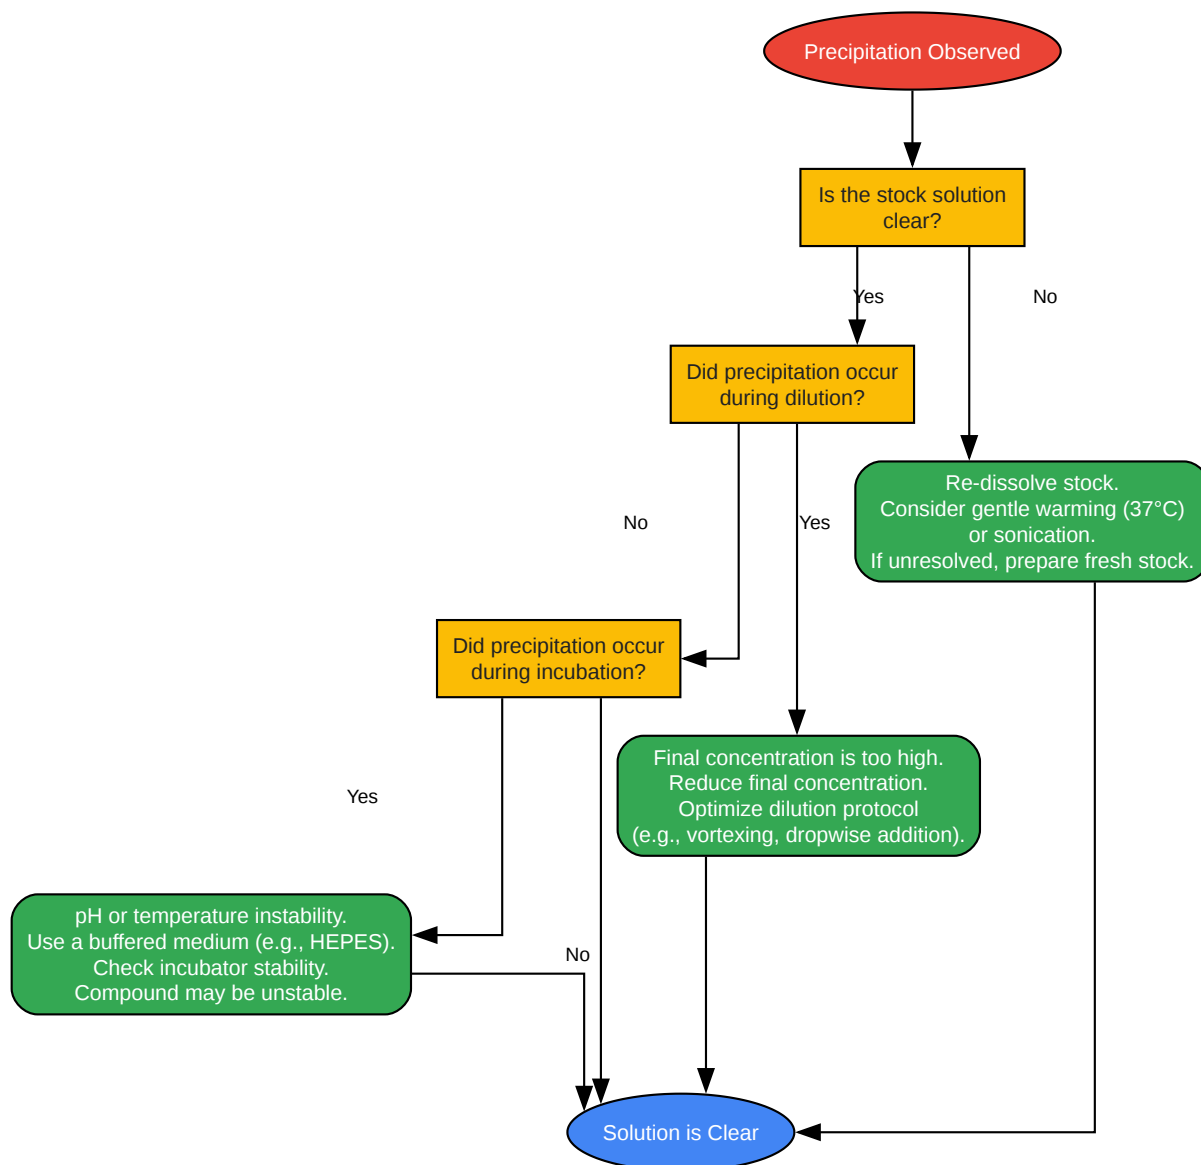 Precipitation Observed
Is the stock solution
clear?
Yes
No
Did precipitation occur
during dilution?
Re-dissolve stock.
Consider gentle warming (37°C)
or sonication.
If unresolved, prepare fresh stock.
No
Yes
Did precipitation occur
during incubation?
Final concentration is too high.
Reduce final concentration.
Optimize dilution protocol
(e.g., vortexing, dropwise addition).
Yes
pH or temperature instability.
Use a buffered medium (e.g., HEPES).
Check incubator stability.
Compound may be unstable.
No
Solution is Clear